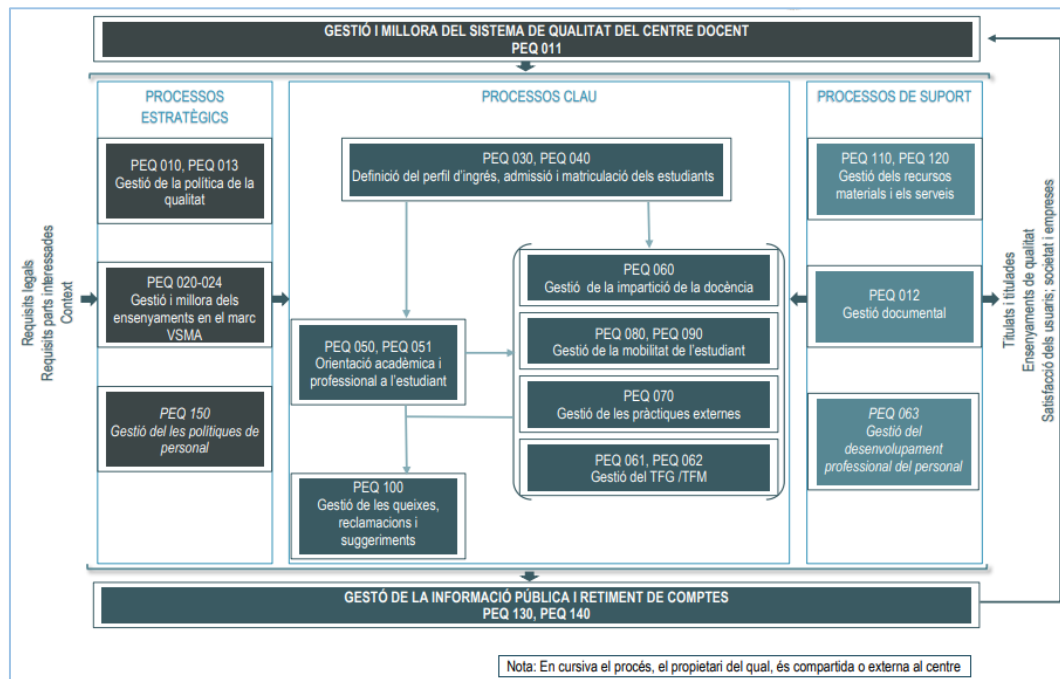 GESTIÓ I MILLORA DEL SISTEMA DE QUALITAT DEL CENTRE DOCENT
PEQ 011
Requisits legals
Requisits parts interessades
Context
PROCESSOS
ESTRATÈGICS
PEQ 010, PEQ 013
Gestió de la política de la
qualitat
PEQ 020-024
Gestió i millora dels
ensenyaments en el marc
VSMA
PEQ 150
Gestió del les polítiques de
personal
PROCESSOS CLAU
PEQ 030, PEQ 040
Definició del perfil d'ingrés, admissió i matriculació dels estudiants
PEQ 050, PEQ 051
Orientació acadèmica i
professional a l'estudiant
PEQ 100
Gestió de les queixes,
reclamacions i
suggeriments
PEQ 060
Gestió de la impartició de la docència
PEQ 080, PEQ 090
Gestió de la mobilitat de l'estudiant
PEQ 070
Gestió de les pràctiques externes
PEQ 061, PEQ 062
Gestió del TFG /TFM
PROCESSOS DE SUPORT
PEQ 110, PEQ 120
Gestió dels recursos
materials i els serveis
PEQ 012
Gestió documental
PEQ 063
Gestió del
desenvolupament
professional del personal
Titulats i titulades
Ensenyaments de qualitat
Satisfacció dels usuaris; societat i empreses
GESTÓ DE LA INFORMACIÓ PÚBLICA I RETIMENT DE COMPTES
PEQ 130, PEQ 140
Nota: En cursiva el procés, el propietari del qual, és compartida o externa al centre